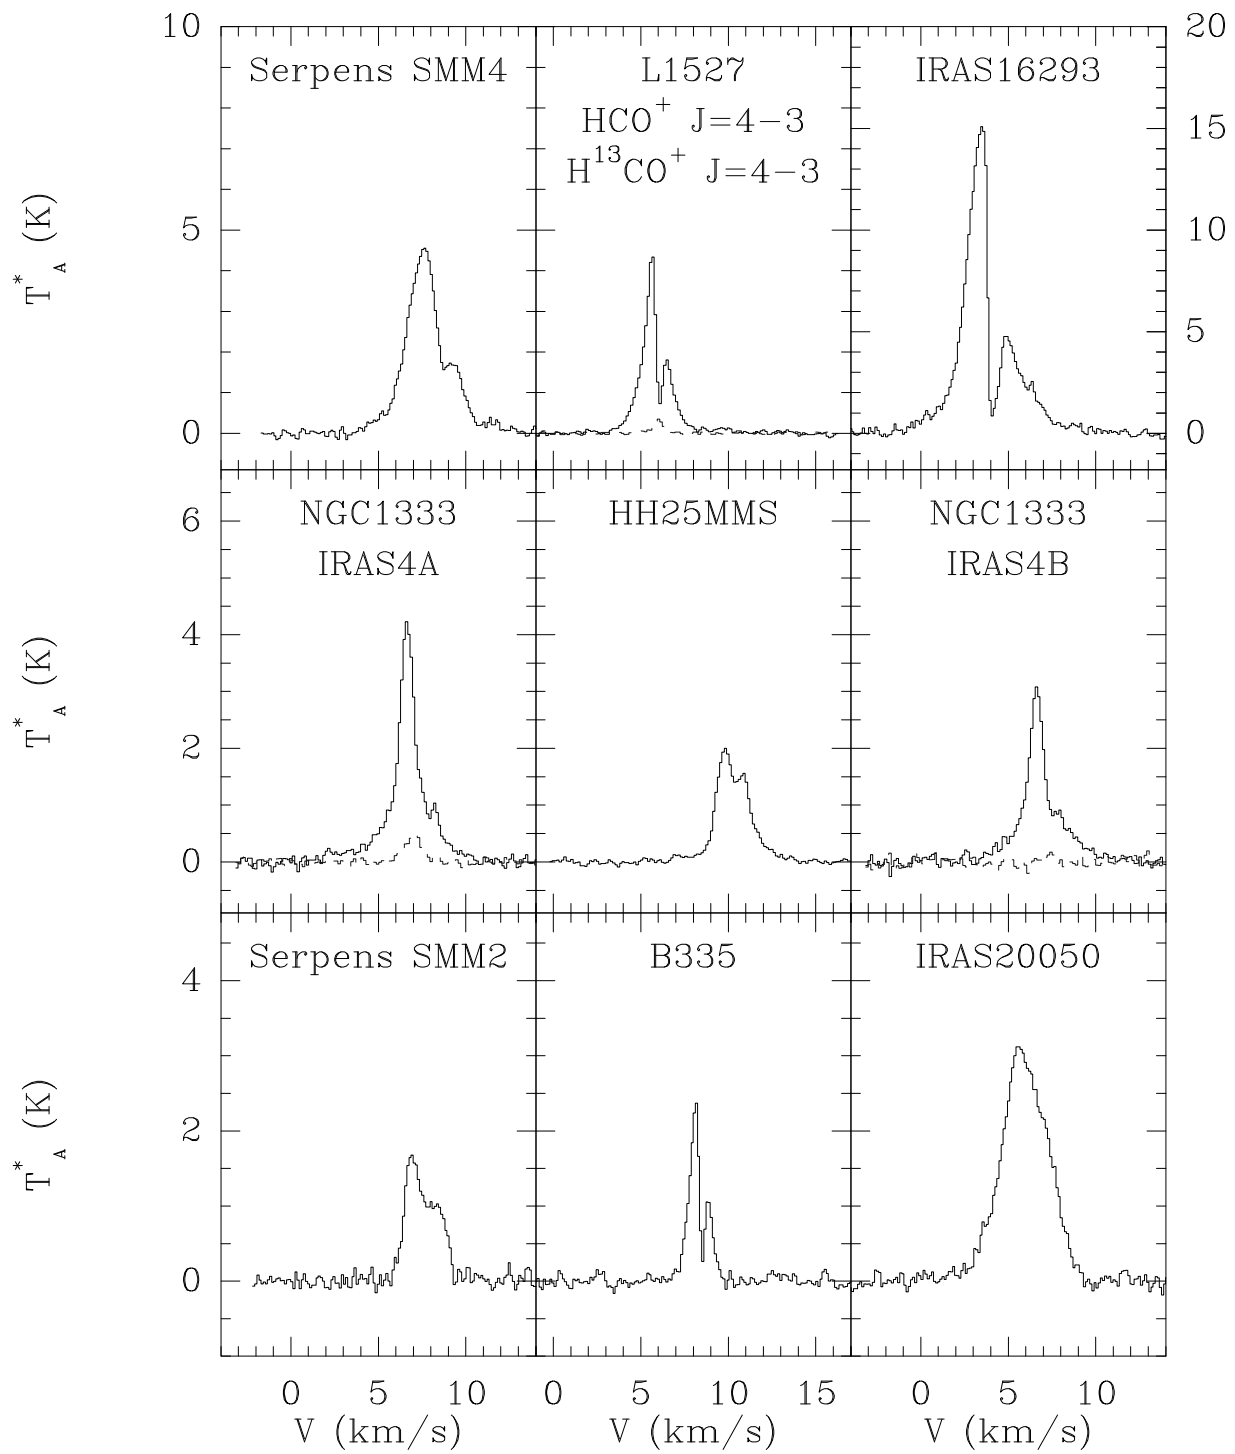 10
20
Serpens SMM4
L1527
IRAS16293
HCO⁺ J=4−3
H¹³CO⁺ J=4−3
15
T*A (K)
5
10
5
0
0
NGC1333
IRAS4A
HH25MMS
NGC1333
IRAS4B
6
4
T*A (K)
2
0
Serpens SMM2
B335
IRAS20050
4
T*A (K)
2
0
0 5 10
0 5 10 15
0 5 10
V (km/s)
V (km/s)
V (km/s)